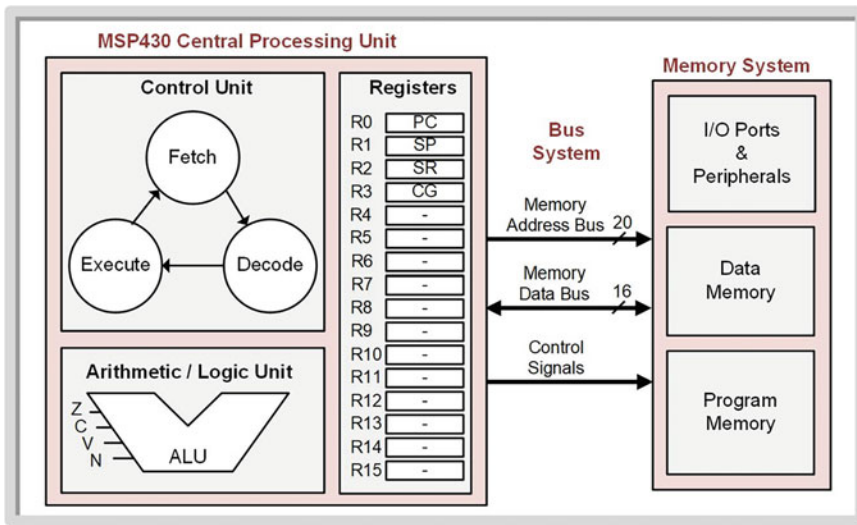 MSP430 Central Processing Unit
Control Unit
Fetch
Execute
Decode
Arithmetic / Logic Unit
Z
C
V
N
ALU
Registers
R0 PC
R1 SP
R2 SR
R3 CG
R4 -
R5 -
R6 -
R7 -
R8 -
R9 -
R10 -
R11 -
R12 -
R13 -
R14 -
R15 -
Bus
System
Memory
Address Bus 20
Memory
Data Bus 16
Control
Signals
Memory System
I/O Ports
&
Peripherals
Data
Memory
Program
Memory